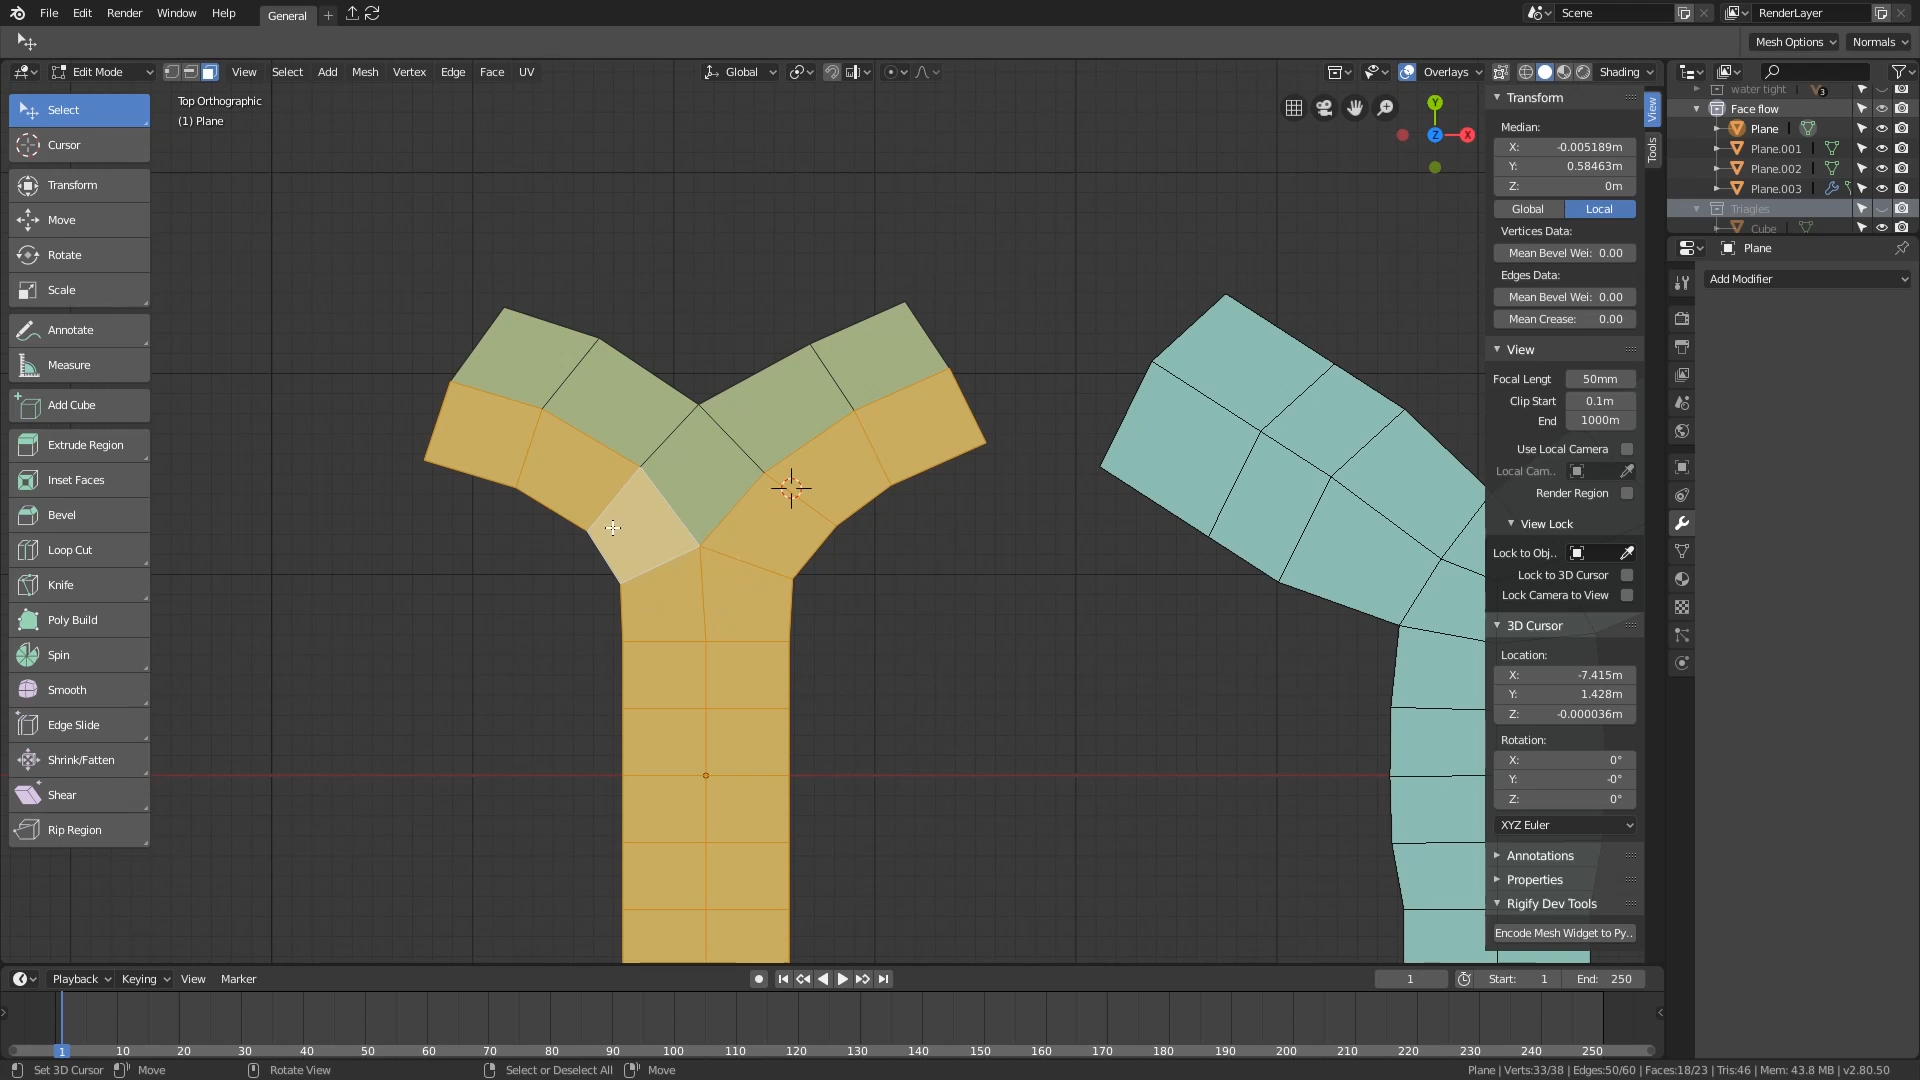 File Edit Render Window Help General Scene RenderLayer
Mesh Options Normals
Edit Mode View Select Add Mesh Vertex Edge Face UV Global Overlays Shading
Select
Cursor
Transform
Move
Rotate
Scale
Annotate
Measure
Add Cube
Extrude Region
Inset Faces
Bevel
Loop Cut
Knife
Poly Build
Spin
Smooth
Edge Slide
Shrink/Fatten
Shear
Rip Region
Top Orthographic
(1) Plane
Y
Z
X
Transform
Median:
X: -0.005189m
Y: 0.58463m
Z: 0m
Global Local
Vertices Data:
Mean Bevel Wei: 0.00
Edges Data:
Mean Bevel Wei: 0.00
Mean Crease: 0.00
View
Focal Lengt 50mm
Clip Start 0.1m
End 1000m
Use Local Camera
Local Cam..
Render Region
View Lock
Lock to Obj..
Lock to 3D Cursor
Lock Camera to View
3D Cursor
Location:
X: -7.415m
Y: 1.428m
Z: -0.000036m
Rotation:
X: 0°
Y: -0°
Z: 0°
XYZ Euler
Annotations
Properties
Rigify Dev Tools
Encode Mesh Widget to Py..
View
Tools
water tight 3
Face flow
Plane
Plane.001
Plane.002
Plane.003
Triagles
Cube
Plane
Add Modifier
Playback Keying View Marker 1 Start: 1 End: 250
1 10 20 30 40 50 60 70 80 90 100 110 120 130 140 150 160 170 180 190 200 210 220 230 240 250
Set 3D Cursor Move Rotate View Select or Deselect All Move Plane | Verts:33/38 | Edges:50/60 | Faces:18/23 | Tris:46 | Mem: 43.8 MB | v2.80.50